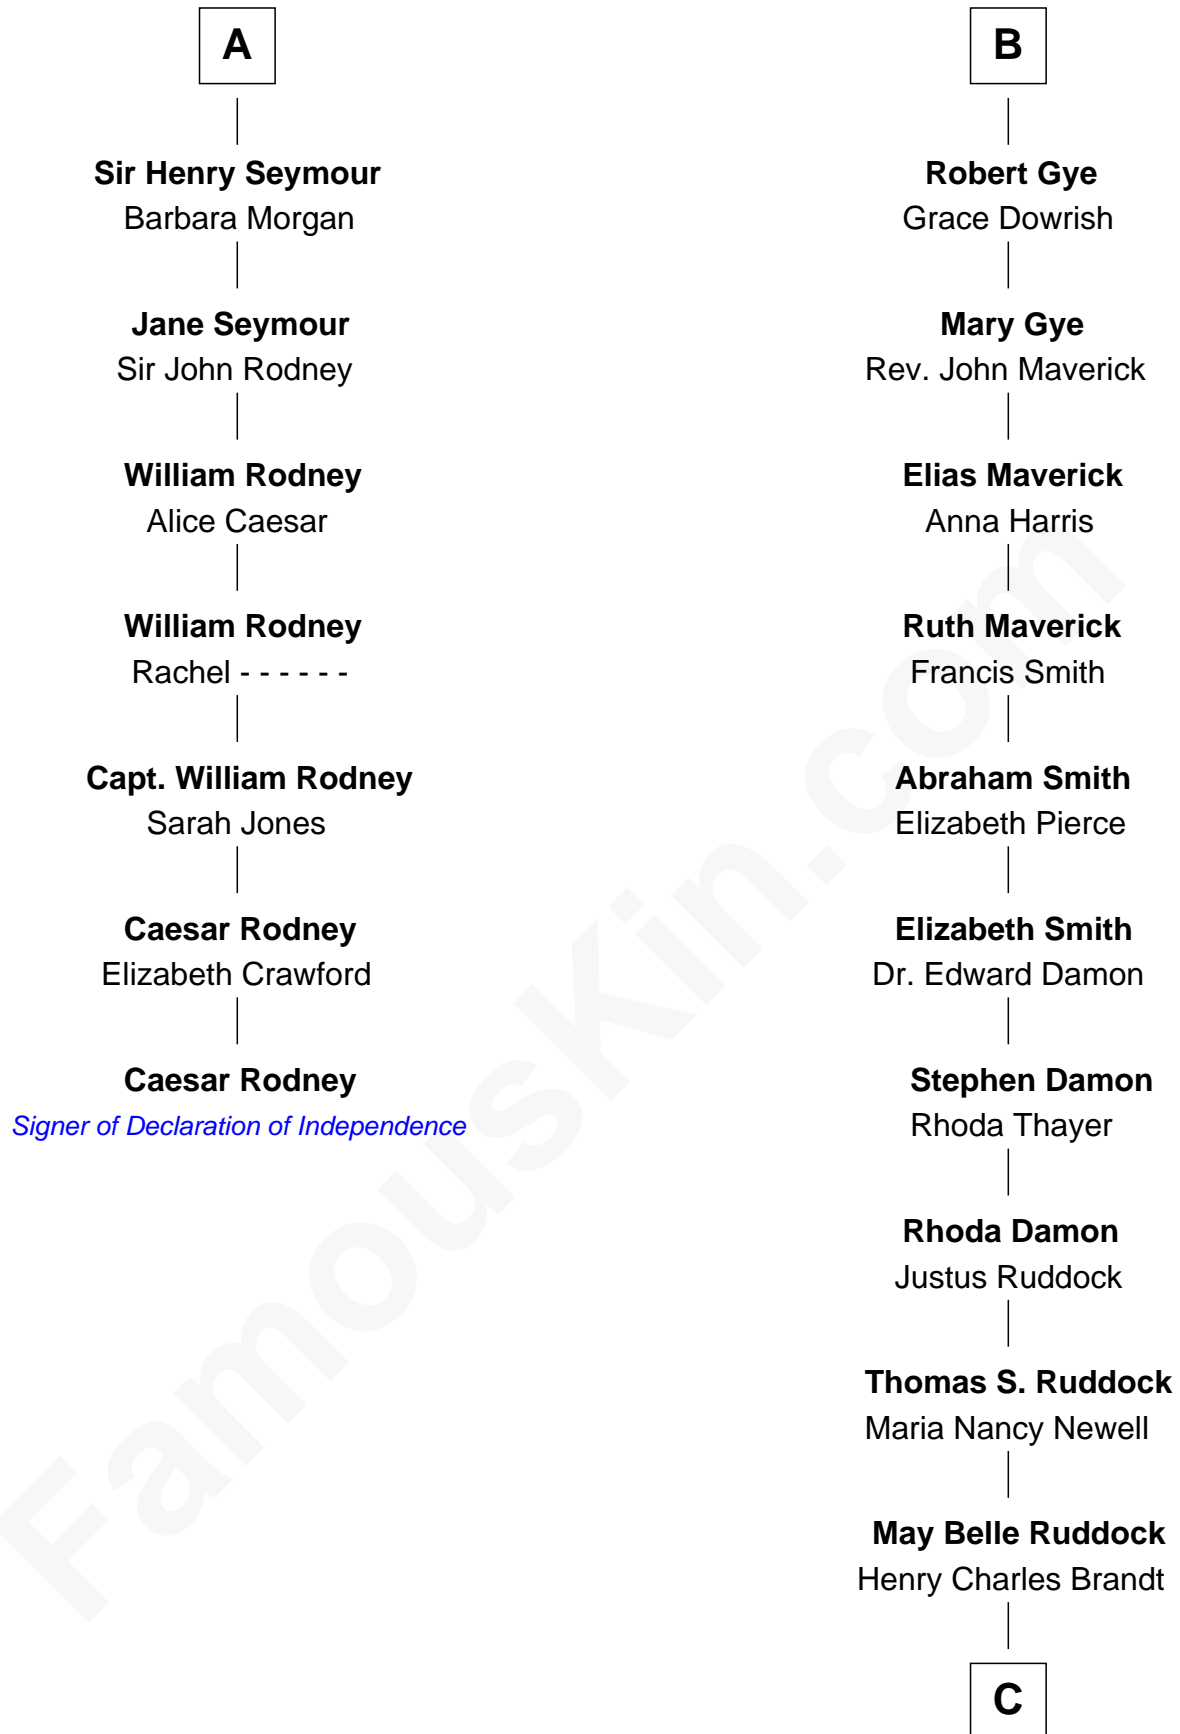 A
Sir Henry Seymour
Barbara Morgan
Jane Seymour
Sir John Rodney
William Rodney
Alice Caesar
William Rodney
Rachel - - - - - -
Capt. William Rodney
Sarah Jones
Caesar Rodney
Elizabeth Crawford
Caesar Rodney
Signer of Declaration of Independence
B
Robert Gye
Grace Dowrish
Mary Gye
Rev. John Maverick
Elias Maverick
Anna Harris
Ruth Maverick
Francis Smith
Abraham Smith
Elizabeth Pierce
Elizabeth Smith
Dr. Edward Damon
Stephen Damon
Rhoda Thayer
Rhoda Damon
Justus Ruddock
Thomas S. Ruddock
Maria Nancy Newell
May Belle Ruddock
Henry Charles Brandt
C
FamousKin.com